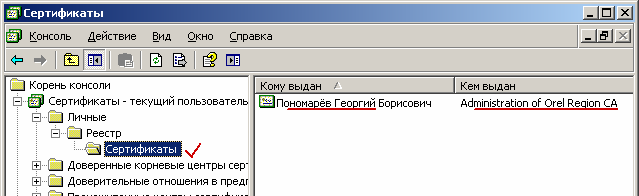 Сертификаты
Консоль Действие Вид Окно Справка
Корень консоли
Сертификаты - текущий пользователь
Личные
Реестр
Сертификаты
Доверенные корневые центры серт
Доверительные отношения в предп
Кому выдан Кем выдан
Пономарёв Георгий Борисович Administration of Orel Region CA